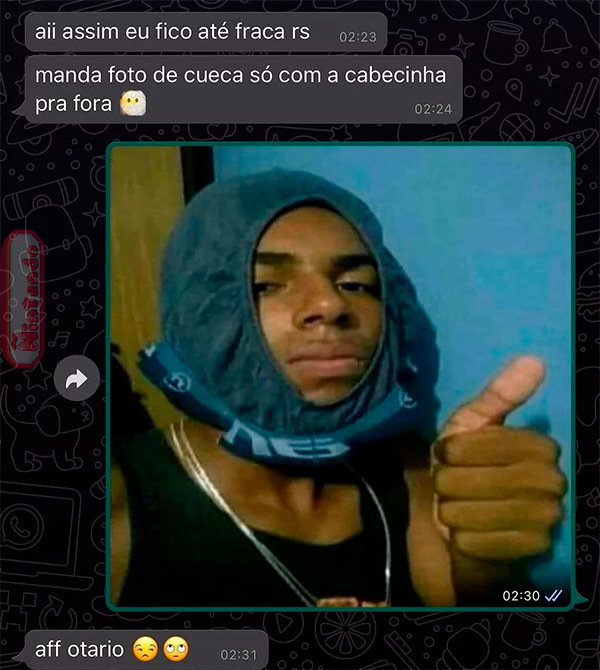 aii assim eu fico até fraca rs 02:23
manda foto de cueca só com a cabecinha
pra fora 😶 02:24
02:30
aff otario 😒🙄 02:31